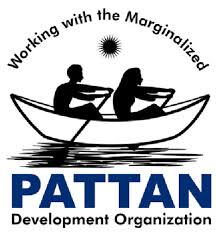 Working with the Marginalized
PATTAN
Development Organization